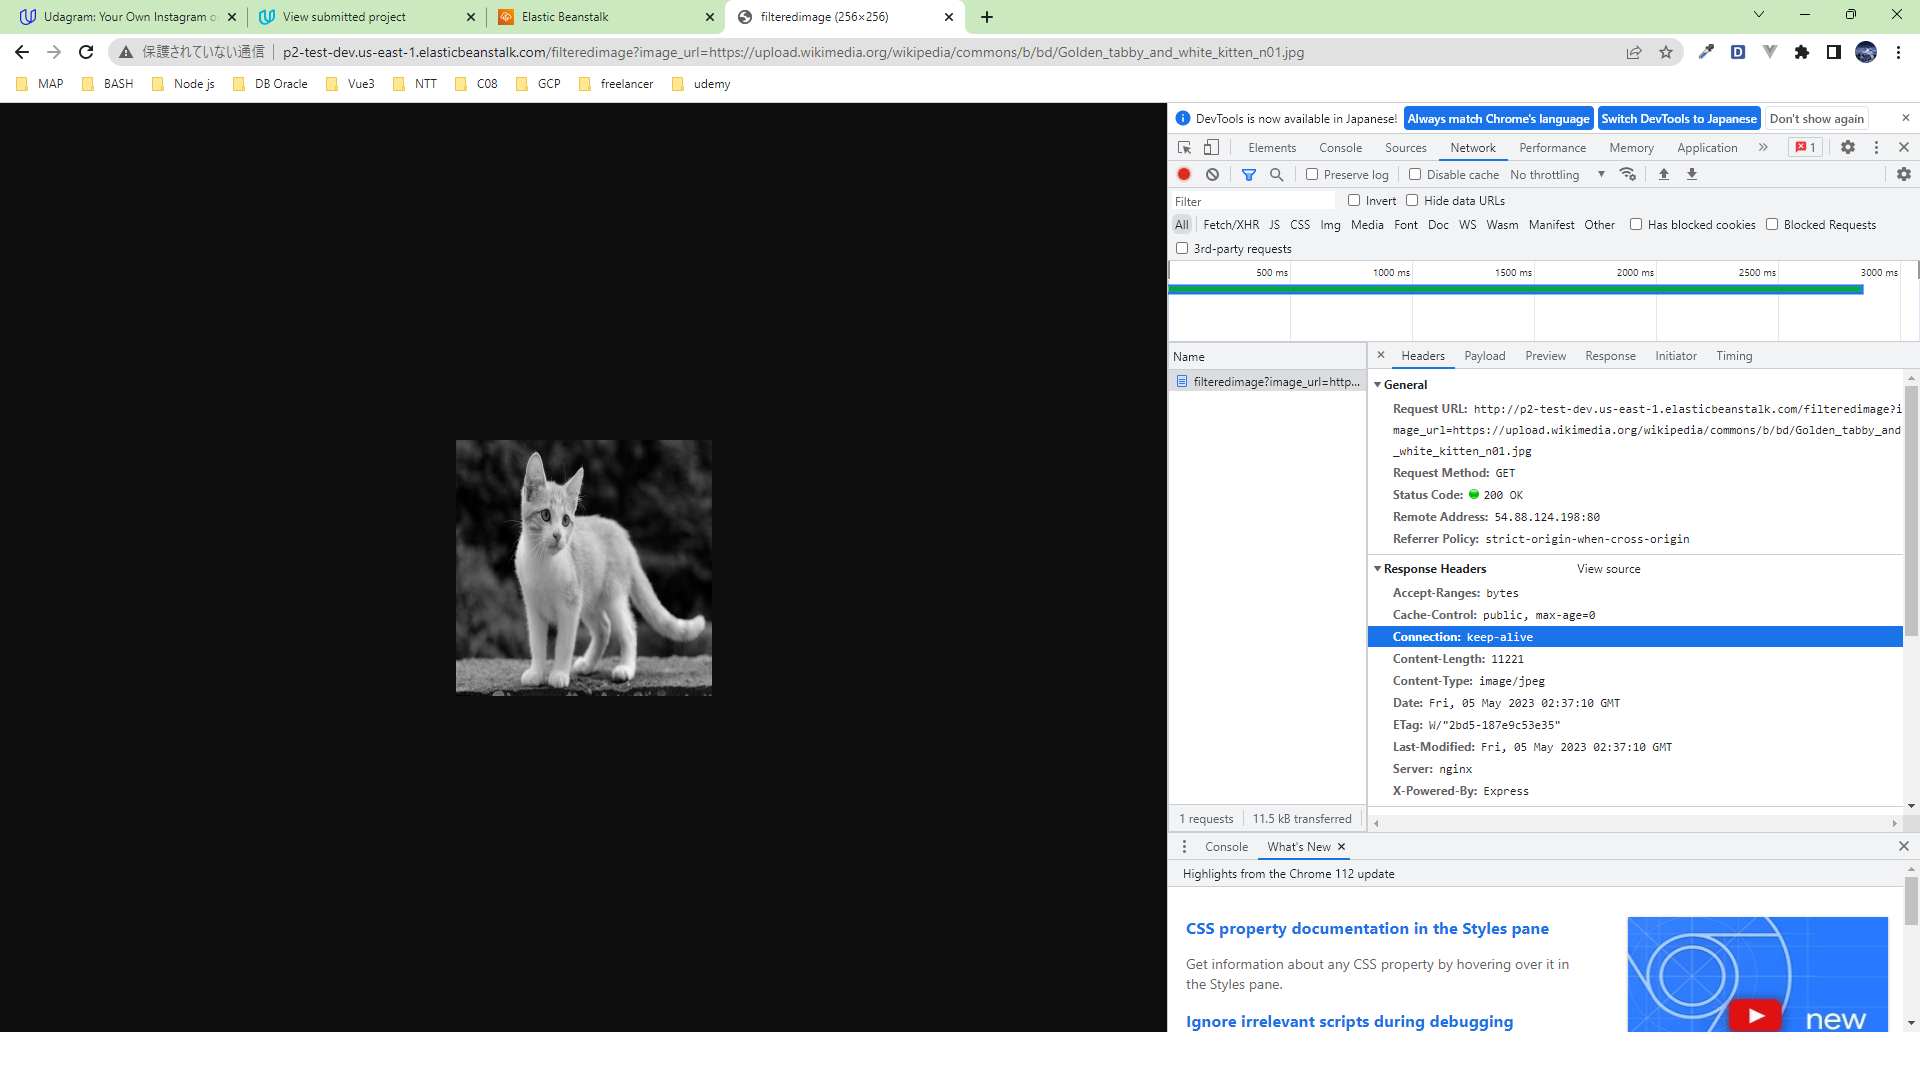 Udagram: Your Own Instagram o
View submitted project
Elastic Beanstalk
filteredimage (256×256)
保護されていない通信
p2-test-dev.us-east-1.elasticbeanstalk.com/filteredimage?image_url=https://upload.wikimedia.org/wikipedia/commons/b/bd/Golden_tabby_and_white_kitten_n01.jpg
MAP BASH Node js DB Oracle Vue3 NTT C08 GCP freelancer udemy
DevTools is now available in Japanese! Always match Chrome's language Switch DevTools to Japanese Don't show again
Elements Console Sources Network Performance Memory Application » 1
Preserve log Disable cache No throttling
Filter Invert Hide data URLs
All Fetch/XHR JS CSS Img Media Font Doc WS Wasm Manifest Other Has blocked cookies Blocked Requests
3rd-party requests
500 ms 1000 ms 1500 ms 2000 ms 2500 ms 3000 ms
Name
filteredimage?image_url=http...
Headers Payload Preview Response Initiator Timing
General
Request URL: http://p2-test-dev.us-east-1.elasticbeanstalk.com/filteredimage?i
mage_url=https://upload.wikimedia.org/wikipedia/commons/b/bd/Golden_tabby_and
_white_kitten_n01.jpg
Request Method: GET
Status Code: 200 OK
Remote Address: 54.88.124.198:80
Referrer Policy: strict-origin-when-cross-origin
Response Headers View source
Accept-Ranges: bytes
Cache-Control: public, max-age=0
Connection: keep-alive
Content-Length: 11221
Content-Type: image/jpeg
Date: Fri, 05 May 2023 02:37:10 GMT
ETag: W/"2bd5-187e9c53e35"
Last-Modified: Fri, 05 May 2023 02:37:10 GMT
Server: nginx
X-Powered-By: Express
1 requests 11.5 kB transferred
Console What's New
Highlights from the Chrome 112 update
CSS property documentation in the Styles pane
Get information about any CSS property by hovering over it in
the Styles pane.
Ignore irrelevant scripts during debugging
new